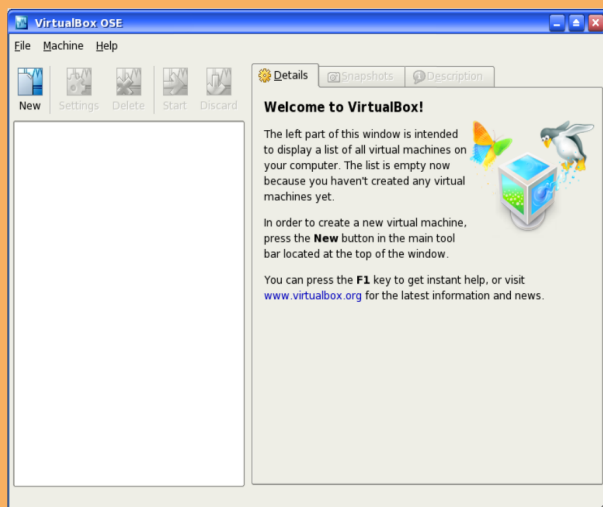 VirtualBox OSE
File Machine Help
New Settings Delete Start Discard
Details Snapshots Description
Welcome to VirtualBox!
The left part of this window is intended
to display a list of all virtual machines on
your computer. The list is empty now
because you haven't created any virtual
machines yet.
In order to create a new virtual machine,
press the New button in the main tool
bar located at the top of the window.
You can press the F1 key to get instant help, or visit
www.virtualbox.org for the latest information and news.